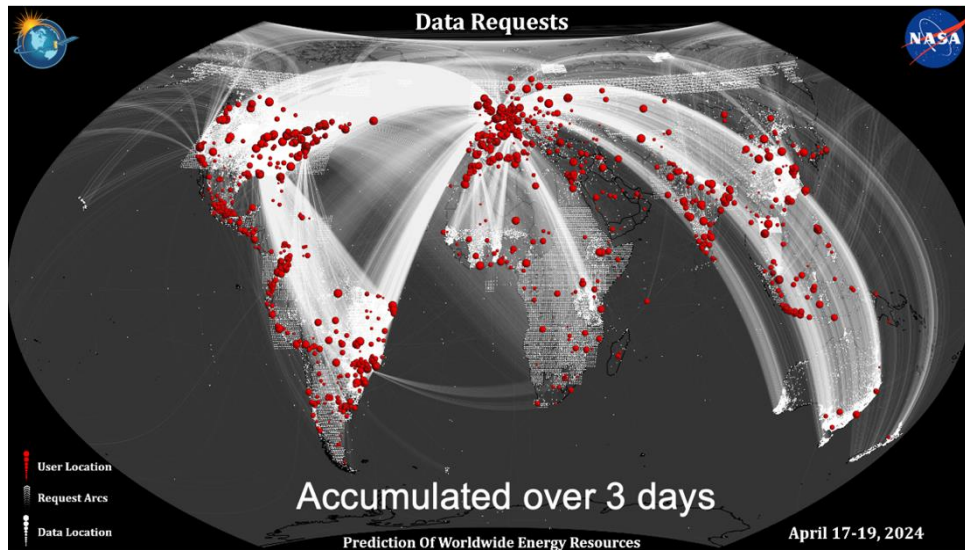 Data Requests
NASA
User Location
Request Arcs
Data Location
Accumulated over 3 days
April 17-19, 2024
Prediction Of Worldwide Energy Resources